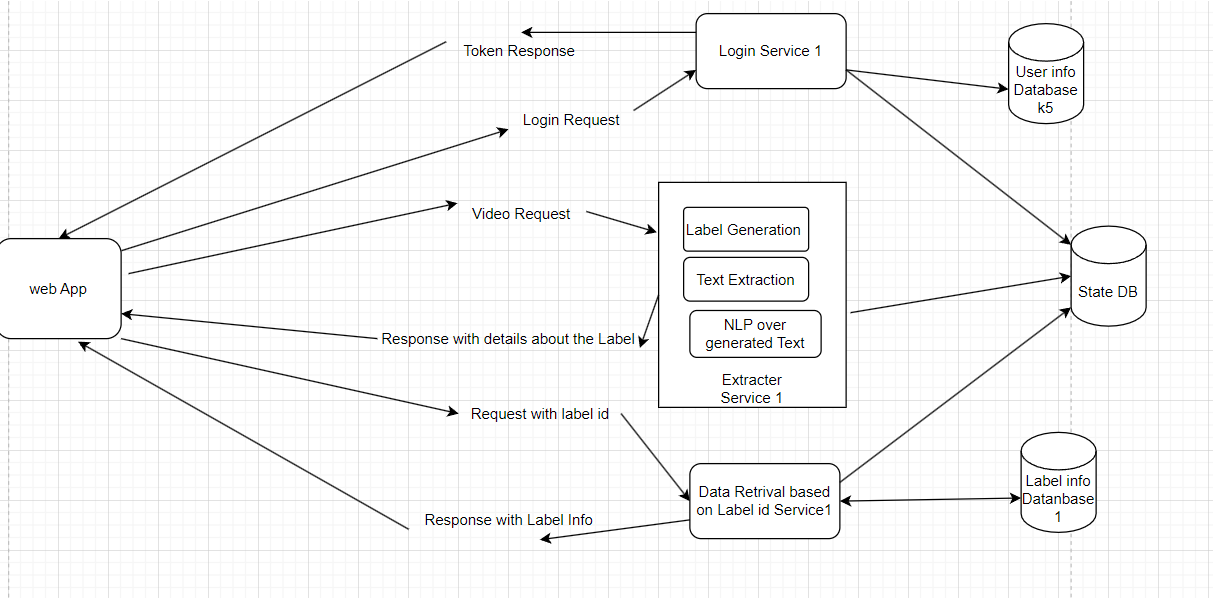 Token Response
Login Service 1
User info
Database
k5
Login Request
Video Request
Label Generation
Text Extraction
NLP over
generated Text
Extracter
Service 1
web App
State DB
Response with details about the Label
Request with label id
Data Retrival based
on Label id Service1
Label info
Datanbase
1
Response with Label Info